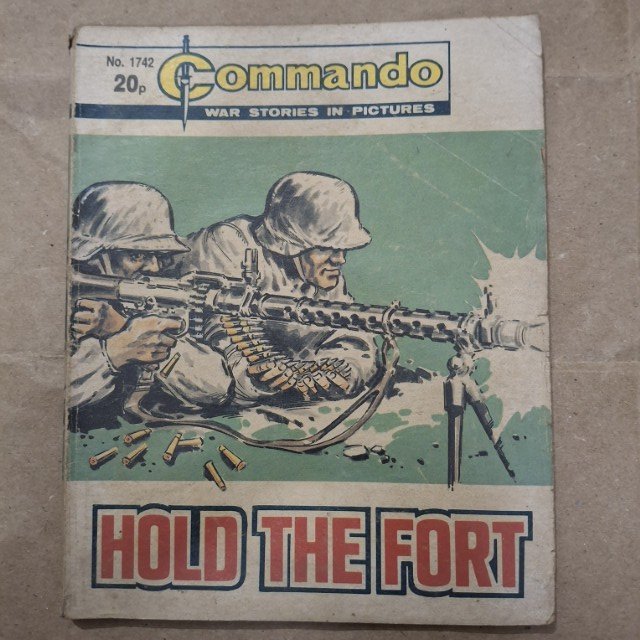 No. 1742
20p
Commando
WAR STORIES IN PICTURES
HOLD THE FORT